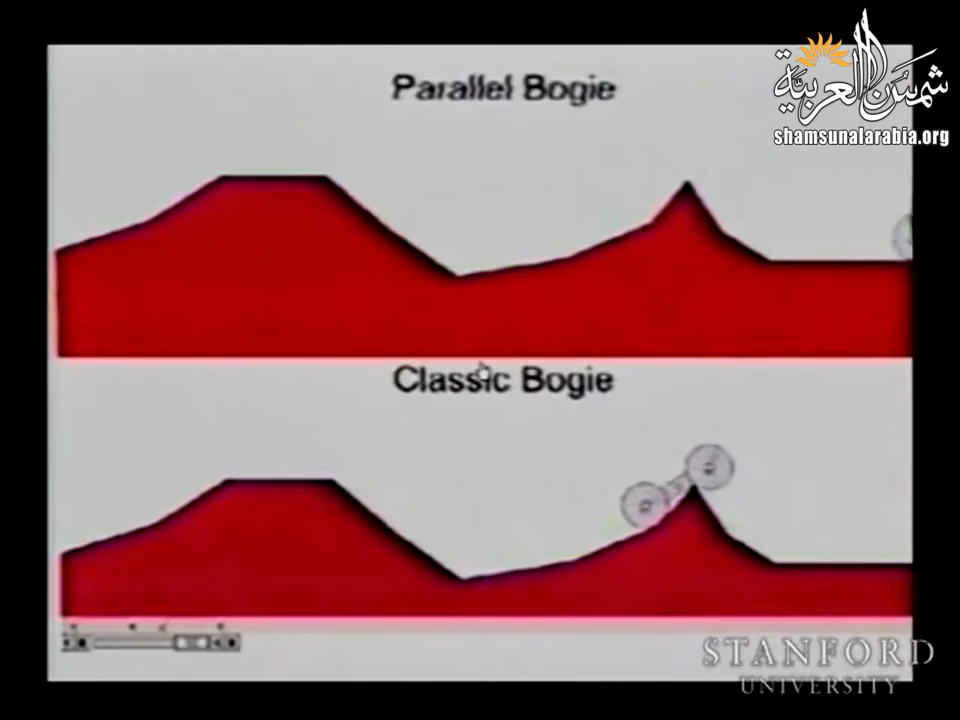 شمس العربية
shamsunalarabia.org
Parallel Bogie
Classic Bogie
STANFORD
UNIVERSITY